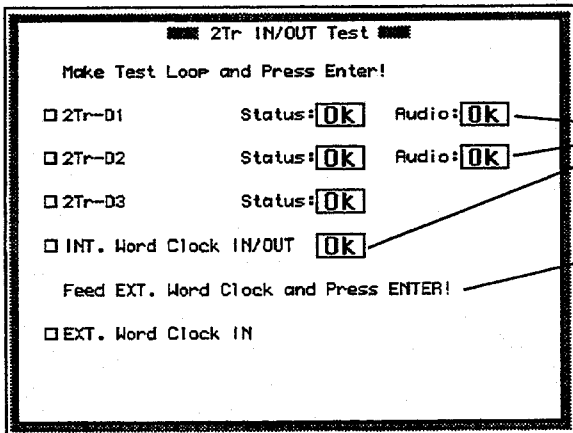 2Tr IN/OUT Test
Make Test Loop and Press Enter!
2Tr-D1 Status: Ok Audio: Ok
2Tr-D2 Status: Ok Audio: Ok
2Tr-D3 Status: Ok
INT. Word Clock IN/OUT Ok
Feed EXT. Word Clock and Press ENTER!
EXT. Word Clock IN